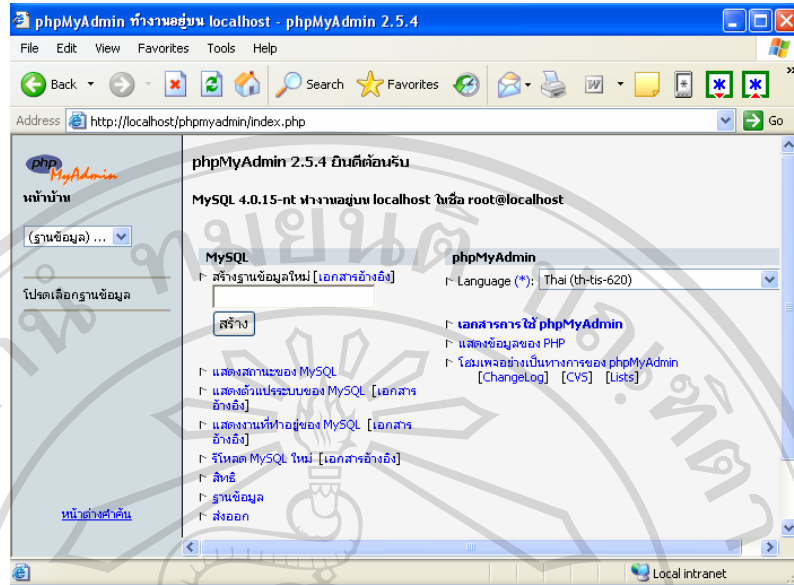 phpMyAdmin ทำงานอยู่บน localhost - phpMyAdmin 2.5.4
File Edit View Favorites Tools Help
Back Search Favorites
Address http://localhost/phpmyadmin/index.php Go
php
MyAdmin
หน้าบ้าน
(ฐานข้อมูล) ...
โปรดเลือกฐานข้อมูล
หน้าต่างคำค้น
phpMyAdmin 2.5.4 ยินดีต้อนรับ
MySQL 4.0.15-nt ทำงานอยู่บน localhost ในชื่อ root@localhost
MySQL
สร้างฐานข้อมูลใหม่ [เอกสารอ้างอิง]
สร้าง
แสดงสถานะของ MySQL
แสดงตัวแปรระบบของ MySQL [เอกสาร
อ้างอิง]
แสดงงานที่ทำอยู่ของ MySQL [เอกสาร
อ้างอิง]
รีโหลด MySQL ใหม่ [เอกสารอ้างอิง]
สิทธิ
ฐานข้อมูล
ส่งออก
phpMyAdmin
Language (*): Thai (th-tis-620)
เอกสารการใช้ phpMyAdmin
แสดงข้อมูลของ PHP
โฮมเพจอย่างเป็นทางการของ phpMyAdmin
[ChangeLog] [CVS] [Lists]
Local intranet